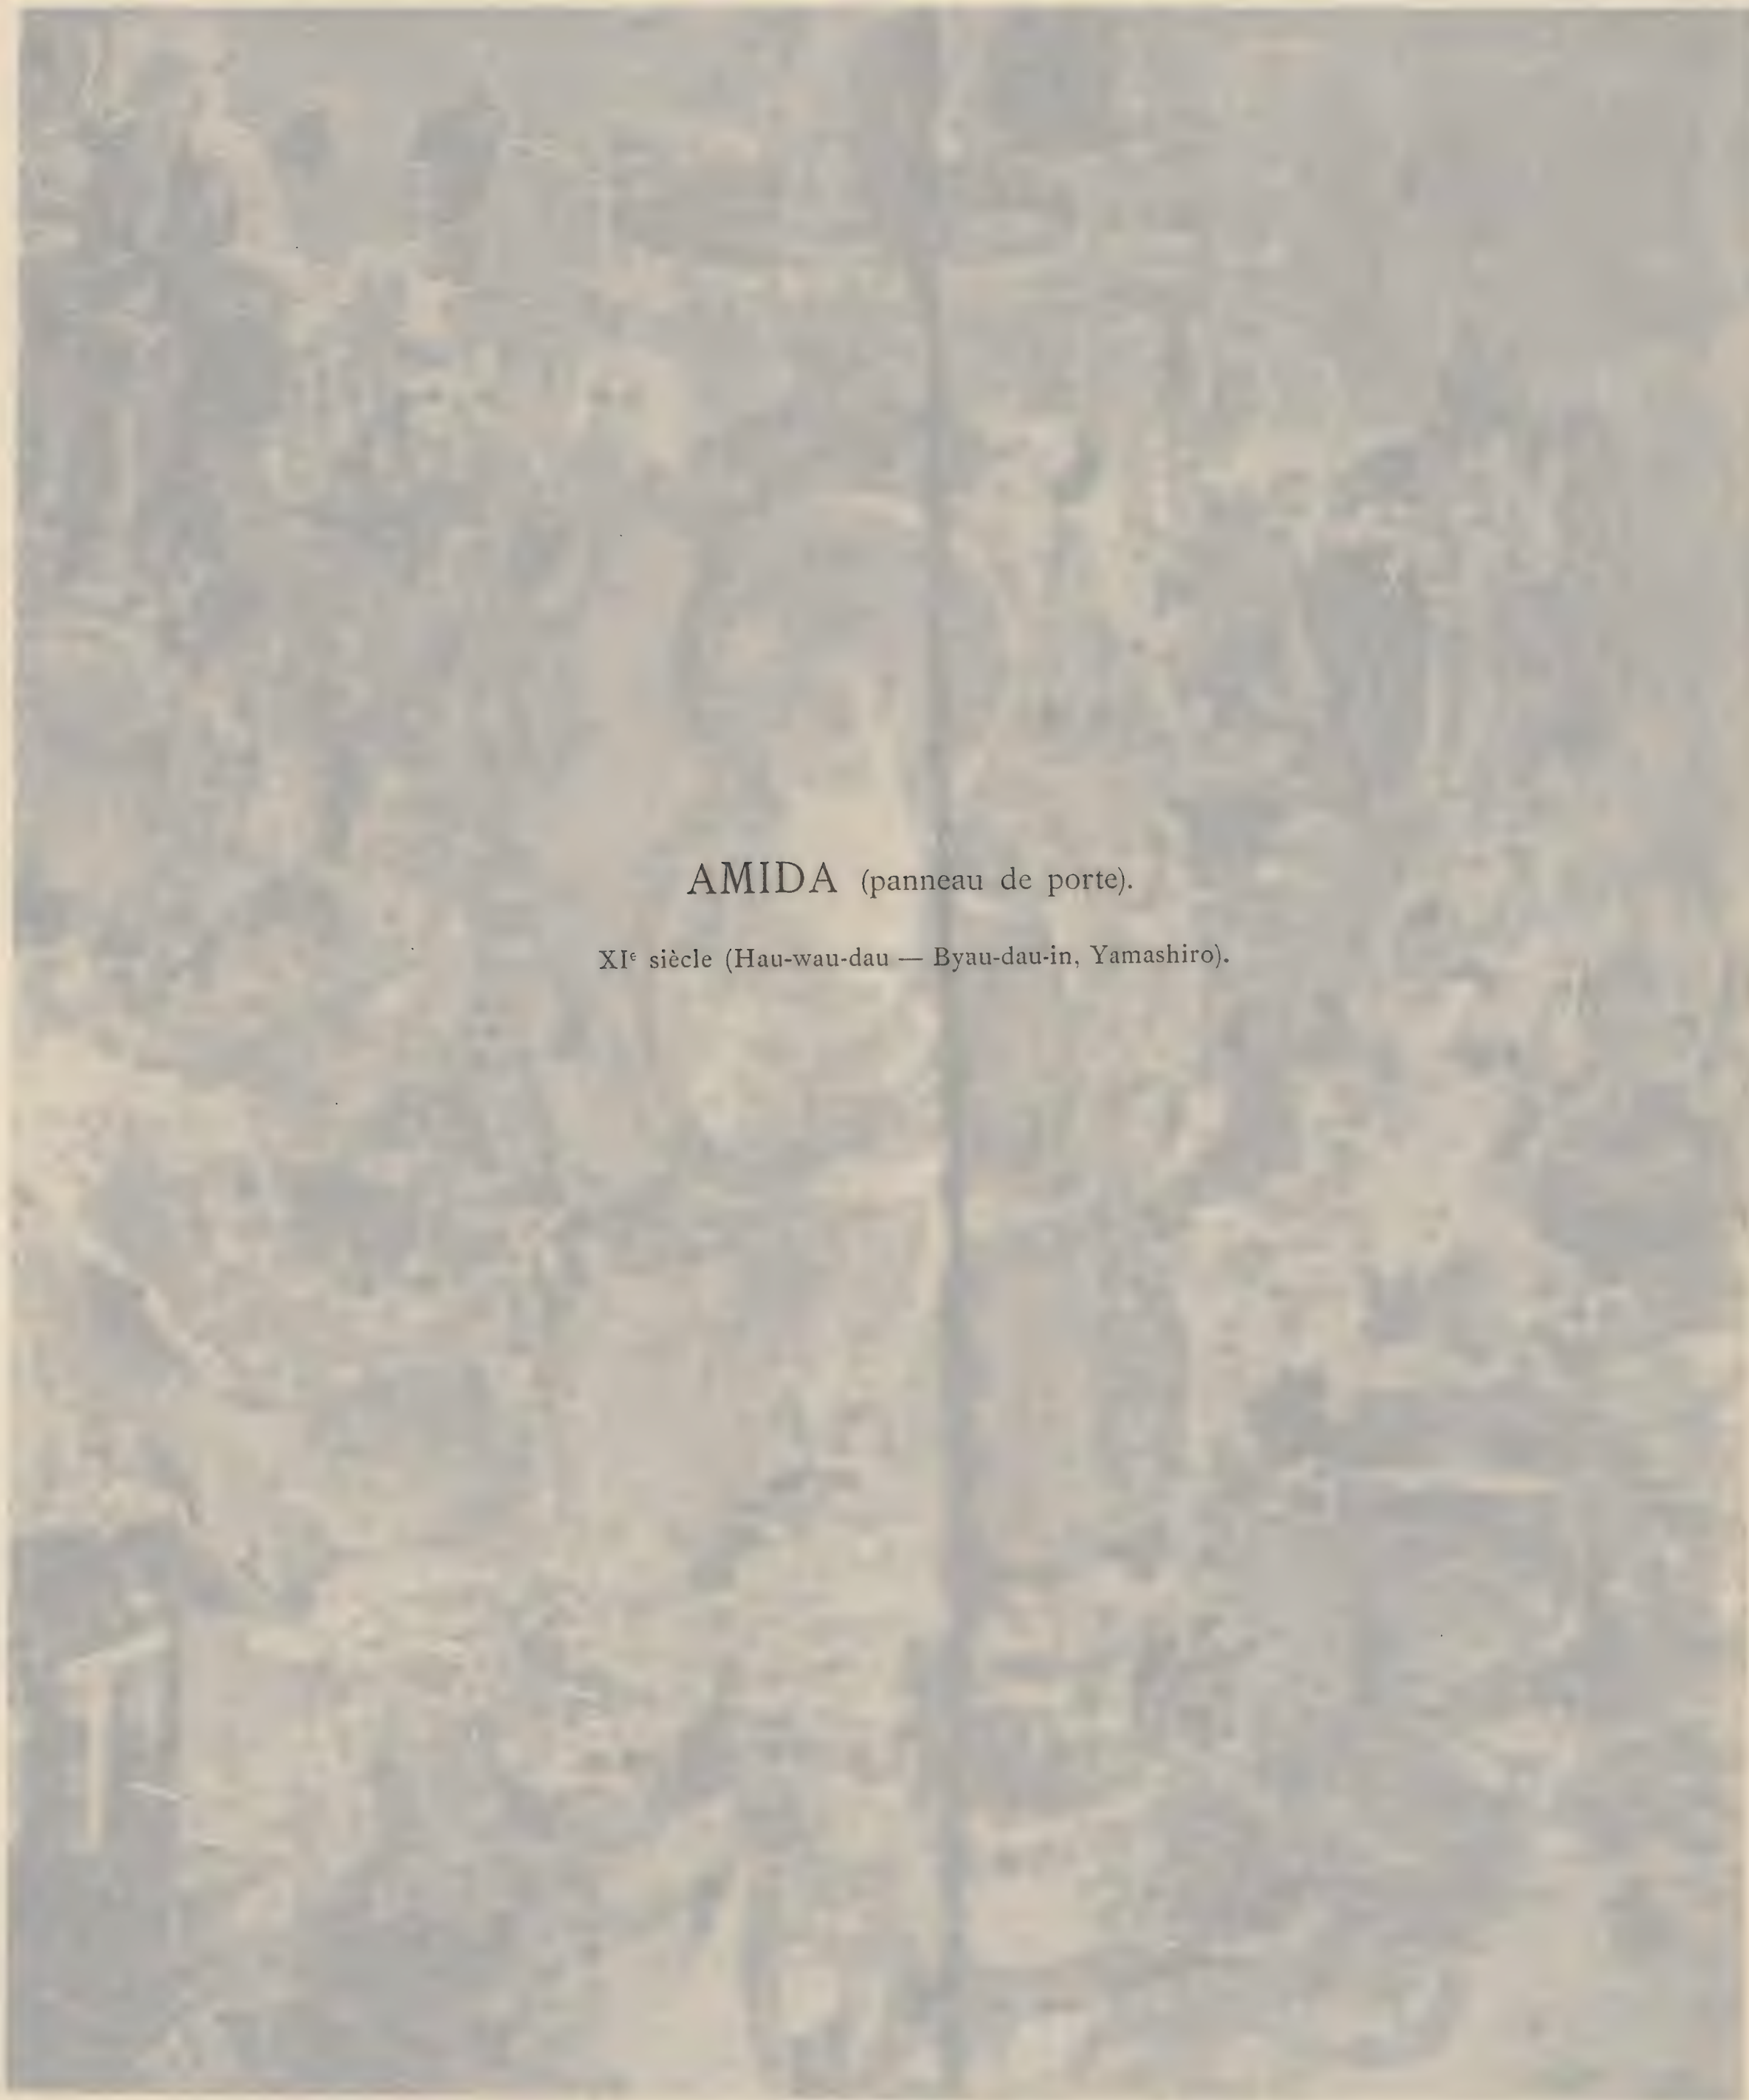 AMIDA (panneau de porte).
XIᵉ siècle (Hau-wau-dau — Byau-dau-in, Yamashiro).